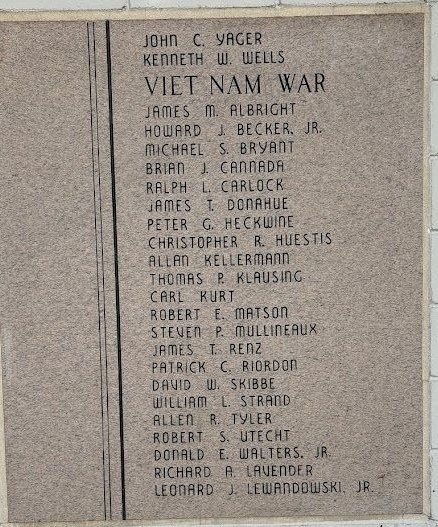 JOHN C. YAGER
KENNETH W. WELLS
VIET NAM WAR
JAMES M. ALBRIGHT
HOWARD J. BECKER, JR.
MICHAEL S. BRYANT
BRIAN J. CANNADA
RALPH L. CARLOCK
JAMES T. DONAHUE
PETER G. HECKWINE
CHRISTOPHER R. HUESTIS
ALLAN KELLERMANN
THOMAS P. KLAUSING
CARL KURT
ROBERT E. MATSON
STEVEN P. MULLINEAUX
JAMES T. RENZ
PATRICK C. RIORDON
DAVID W. SKIBBE
WILLIAM L. STRAND
ALLEN R. TYLER
ROBERT S. UTECHT
DONALD E. WALTERS, JR.
RICHARD A. LAVENDER
LEONARD J. LEWANDOWSKI, JR.